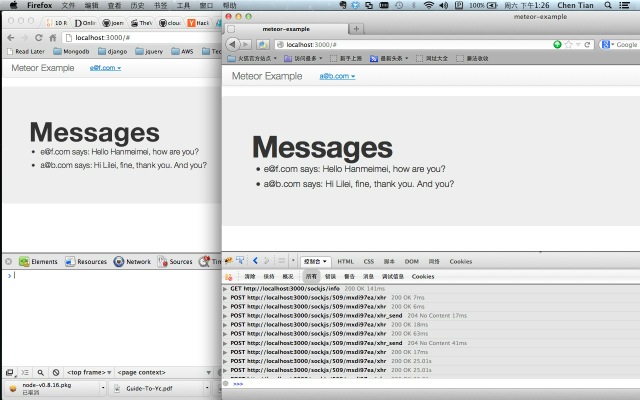 Firefox 文件 编辑 查看 历史 书签 工具 窗口 帮助
100% 周六下午1:26 Chen Tian
meteor-example
10 R D Onlin joem The V clou Hack
meteor-example
localhost:3000/#
localhost:3000/#
Google
Read Later Mongodb django jquery AWS Tec
火狐官方站点 访问最多 新手上路 最新头条 网址大全
Meteor Example e@f.com
Meteor Example a@b.com
Messages
e@f.com says: Hello Hanmeimei, how are you?
a@b.com says: Hi Lilei, fine, thank you. And you?
Messages
e@f.com says: Hello Hanmeimei, how are you?
a@b.com says: Hi Lilei, fine, thank you. And you?
Elements Resources Network Sources Tim
控制台 HTML CSS 脚本 DOM 网络 Cookies
清除 保持 概况 所有 错误 警告 消息 调试信息 Cookies
GET http://localhost:3000/sockjs/info 200 OK 141ms
POST http://localhost:3000/sockjs/509/mxdi97ea/xhr 200 OK 7ms
POST http://localhost:3000/sockjs/509/mxdi97ea/xhr 200 OK 6ms
POST http://localhost:3000/sockjs/509/mxdi97ea/xhr_send 204 No Content 17ms
POST http://localhost:3000/sockjs/509/mxdi97ea/xhr 200 OK 18ms
POST http://localhost:3000/sockjs/509/mxdi97ea/xhr 200 OK 63ms
POST http://localhost:3000/sockjs/509/mxdi97ea/xhr_send 204 No Content 41ms
POST http://localhost:3000/sockjs/509/mxdi97ea/xhr 200 OK 17ms
POST http://localhost:3000/sockjs/509/mxdi97ea/xhr 200 OK 25.01s
POST http://localhost:3000/sockjs/509/mxdi97ea/xhr 200 OK 25.01s
<top frame> <page context>
node-v0.8.16.pkg
已取消
Guide-To-Yc.pdf
>>>